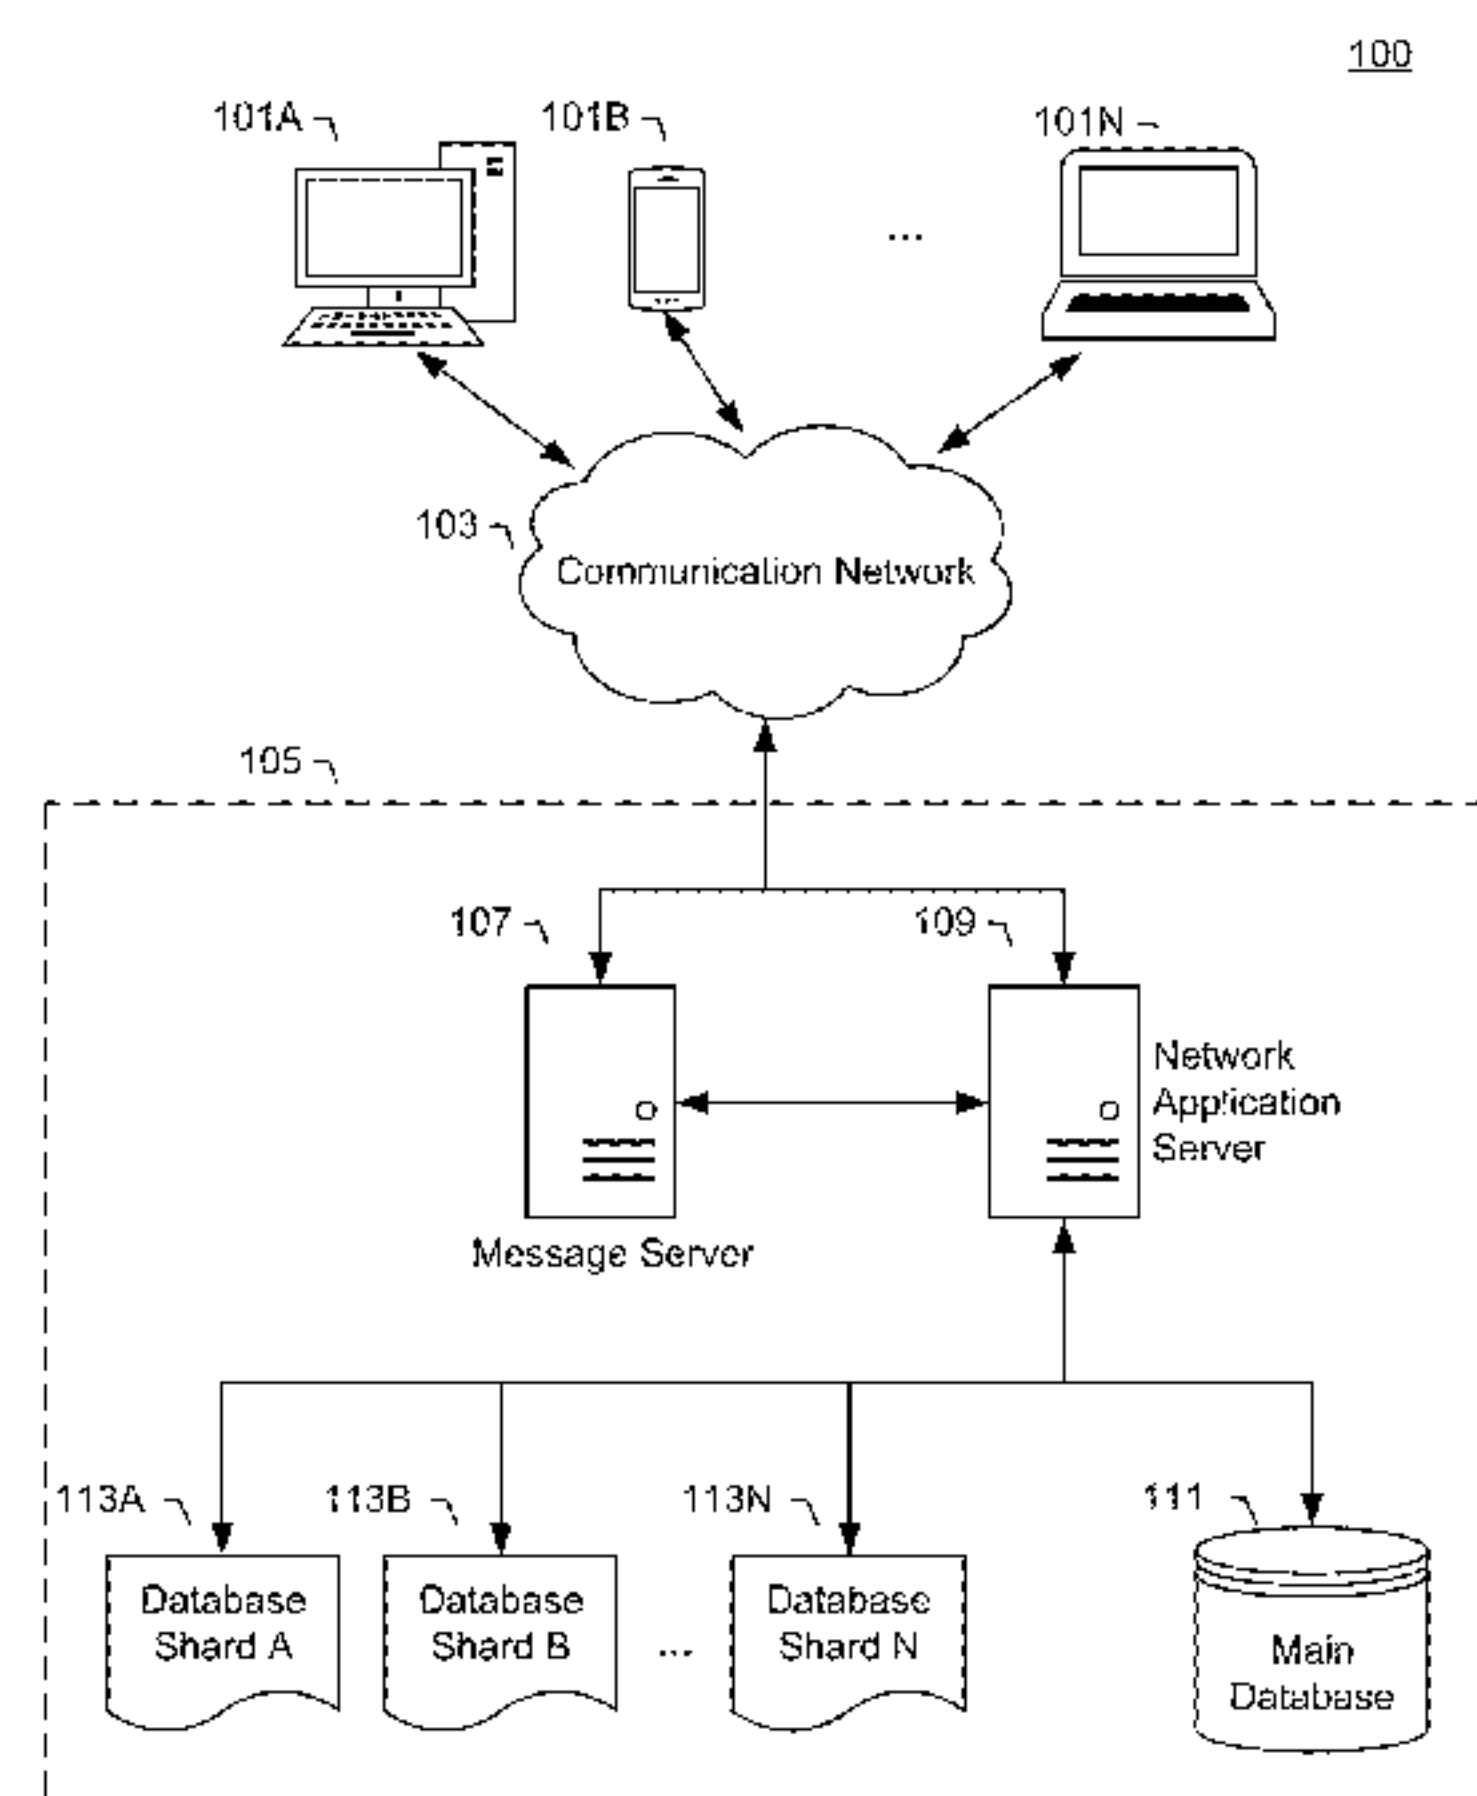 100
101A
101B
101N
...
103
Communication Network
105
107
109
Network
Application
Server
Message Server
113A
113B
113N
111
Database
Shard A
Database
Shard B
...
Database
Shard N
Main
Database